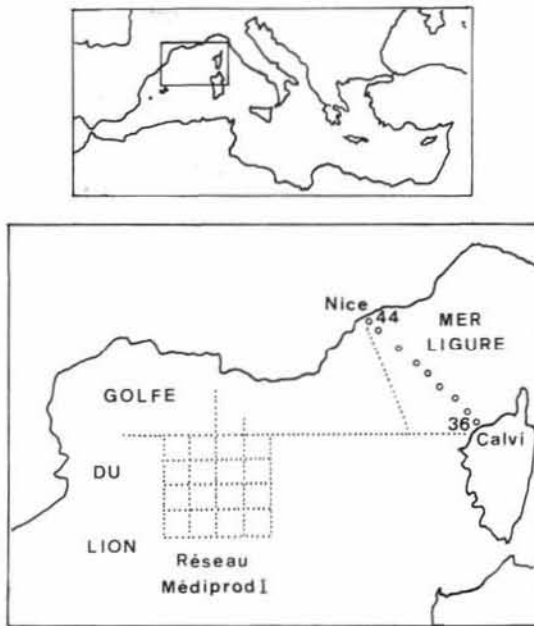 Nice
44
MER
LIGURE
GOLFE
36
Calvi
DU
LION
Réseau
Médiprod I